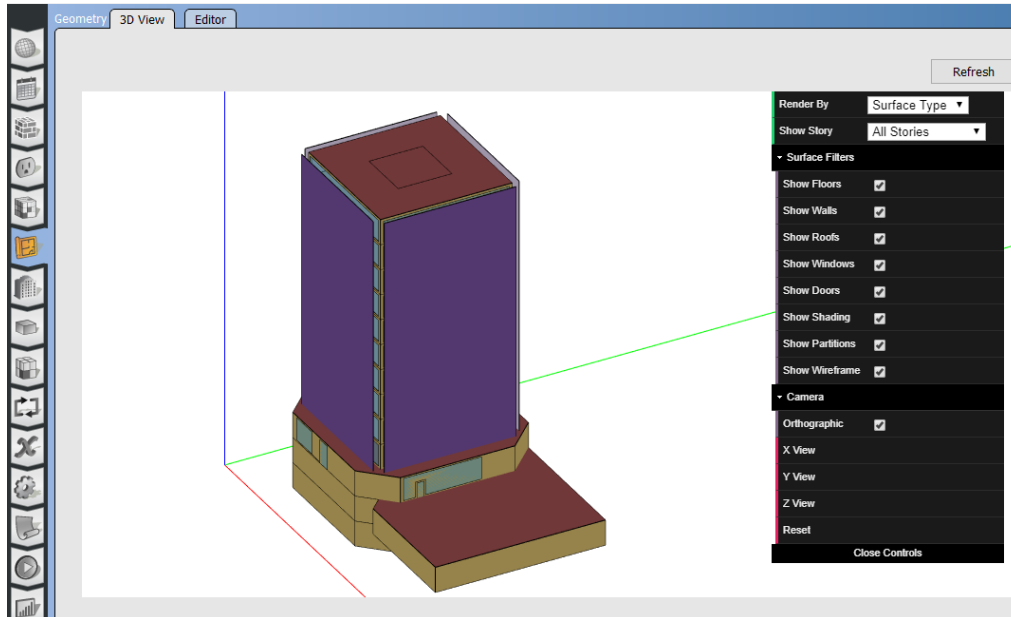 Geometry 3D View Editor
Refresh
Render By Surface Type
Show Story All Stories
Surface Filters
Show Floors
Show Walls
Show Roofs
Show Windows
Show Doors
Show Shading
Show Partitions
Show Wireframe
Camera
Orthographic
X View
Y View
Z View
Reset
Close Controls